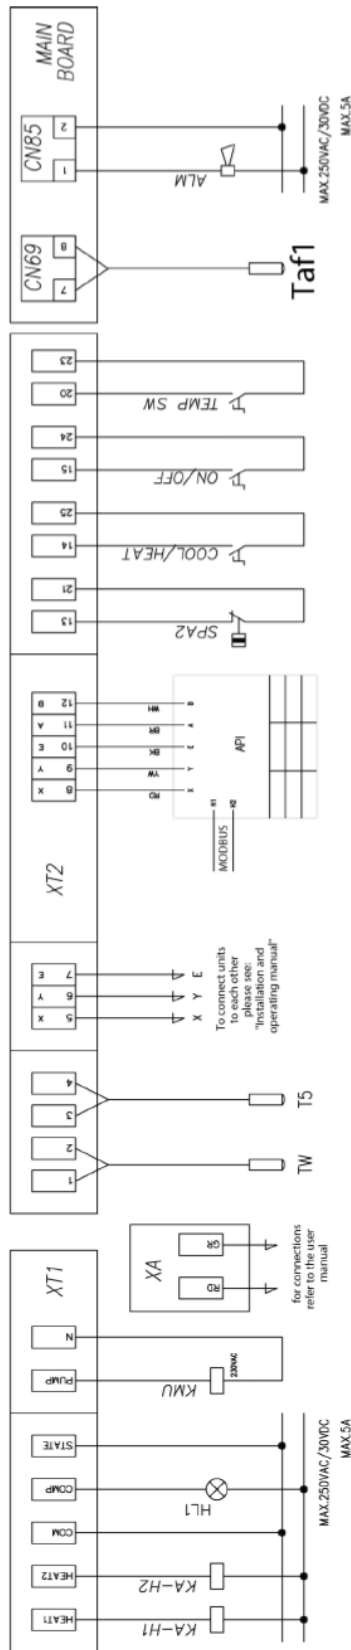 MAIN
BOARD
CN85
2
1
ALM
MAX.250VAC/30VDC
MAX.5A
CN69
8
7
Taf1
23
20
TEMP SW
24
15
ON/OFF
25
14
COOL/HEAT
21
13
SPA2
XT2
B 12 WH B
A 11 BR A
E 10 BK E
Y 9 YW Y
X 8 RD X
API
H1
H2
MODBUS
E 7 E
Y 6 Y
X 5 X
To connect units
to each other
please see:
"Installation and
operating manual"
4
3
T5
2
1
TW
XT1
XA
GR
RD
for connections
refer to the user
manual
N
PUMP
KMU
230VAC
STATE
COMP
HL1
COM
HEAT2
KA-H2
HEAT1
KA-H1
MAX.250VAC/30VDC
MAX.5A